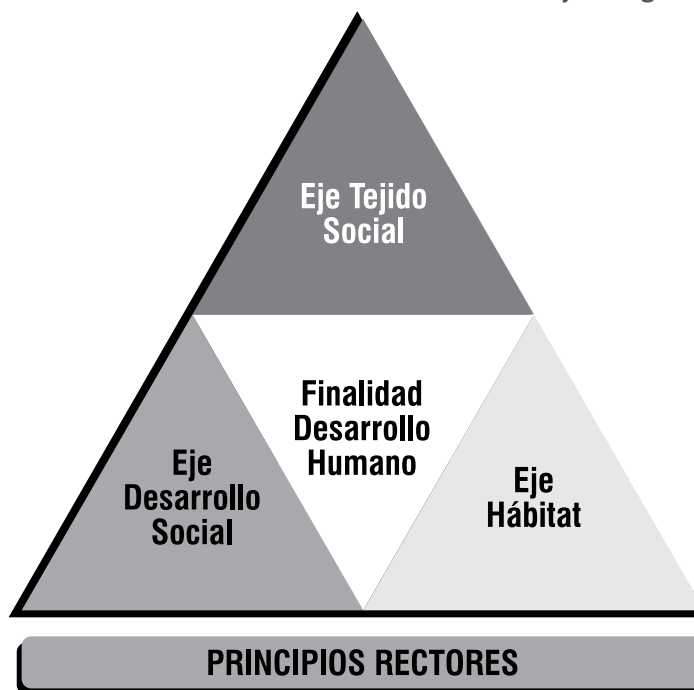 Eje Tejido
Social
Finalidad
Desarrollo
Humano
Eje
Desarrollo
Social
Eje
Hábitat
PRINCIPIOS RECTORES